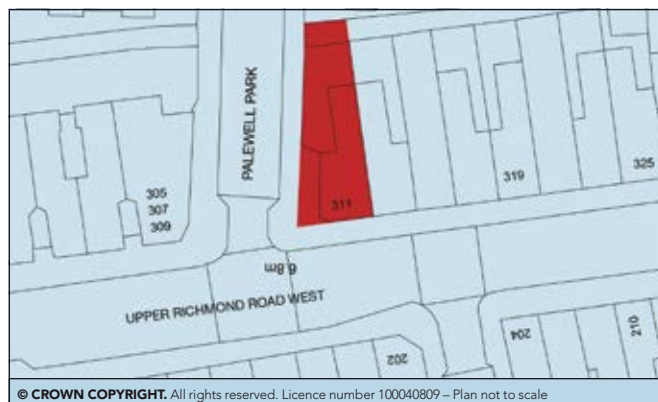 PALEWELL PARK
305
307
309
311
319
325
6.8m
UPPER RICHMOND ROAD WEST
202
204
210
© CROWN COPYRIGHT. All rights reserved. Licence number 100040809 – Plan not to scale